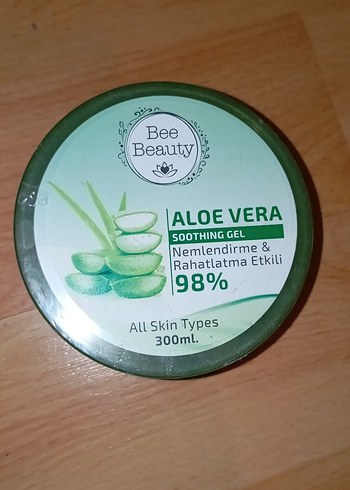 Bee
Beauty
ALOE VERA
SOOTHING GEL
Nemlendirme &
Rahatlatma Etkili
98%
All Skin Types
300ml.